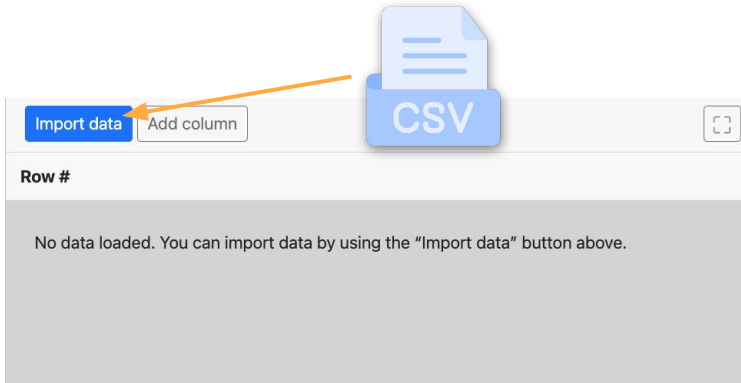 CSV
Import data
Add column
Row #
No data loaded. You can import data by using the “Import data” button above.